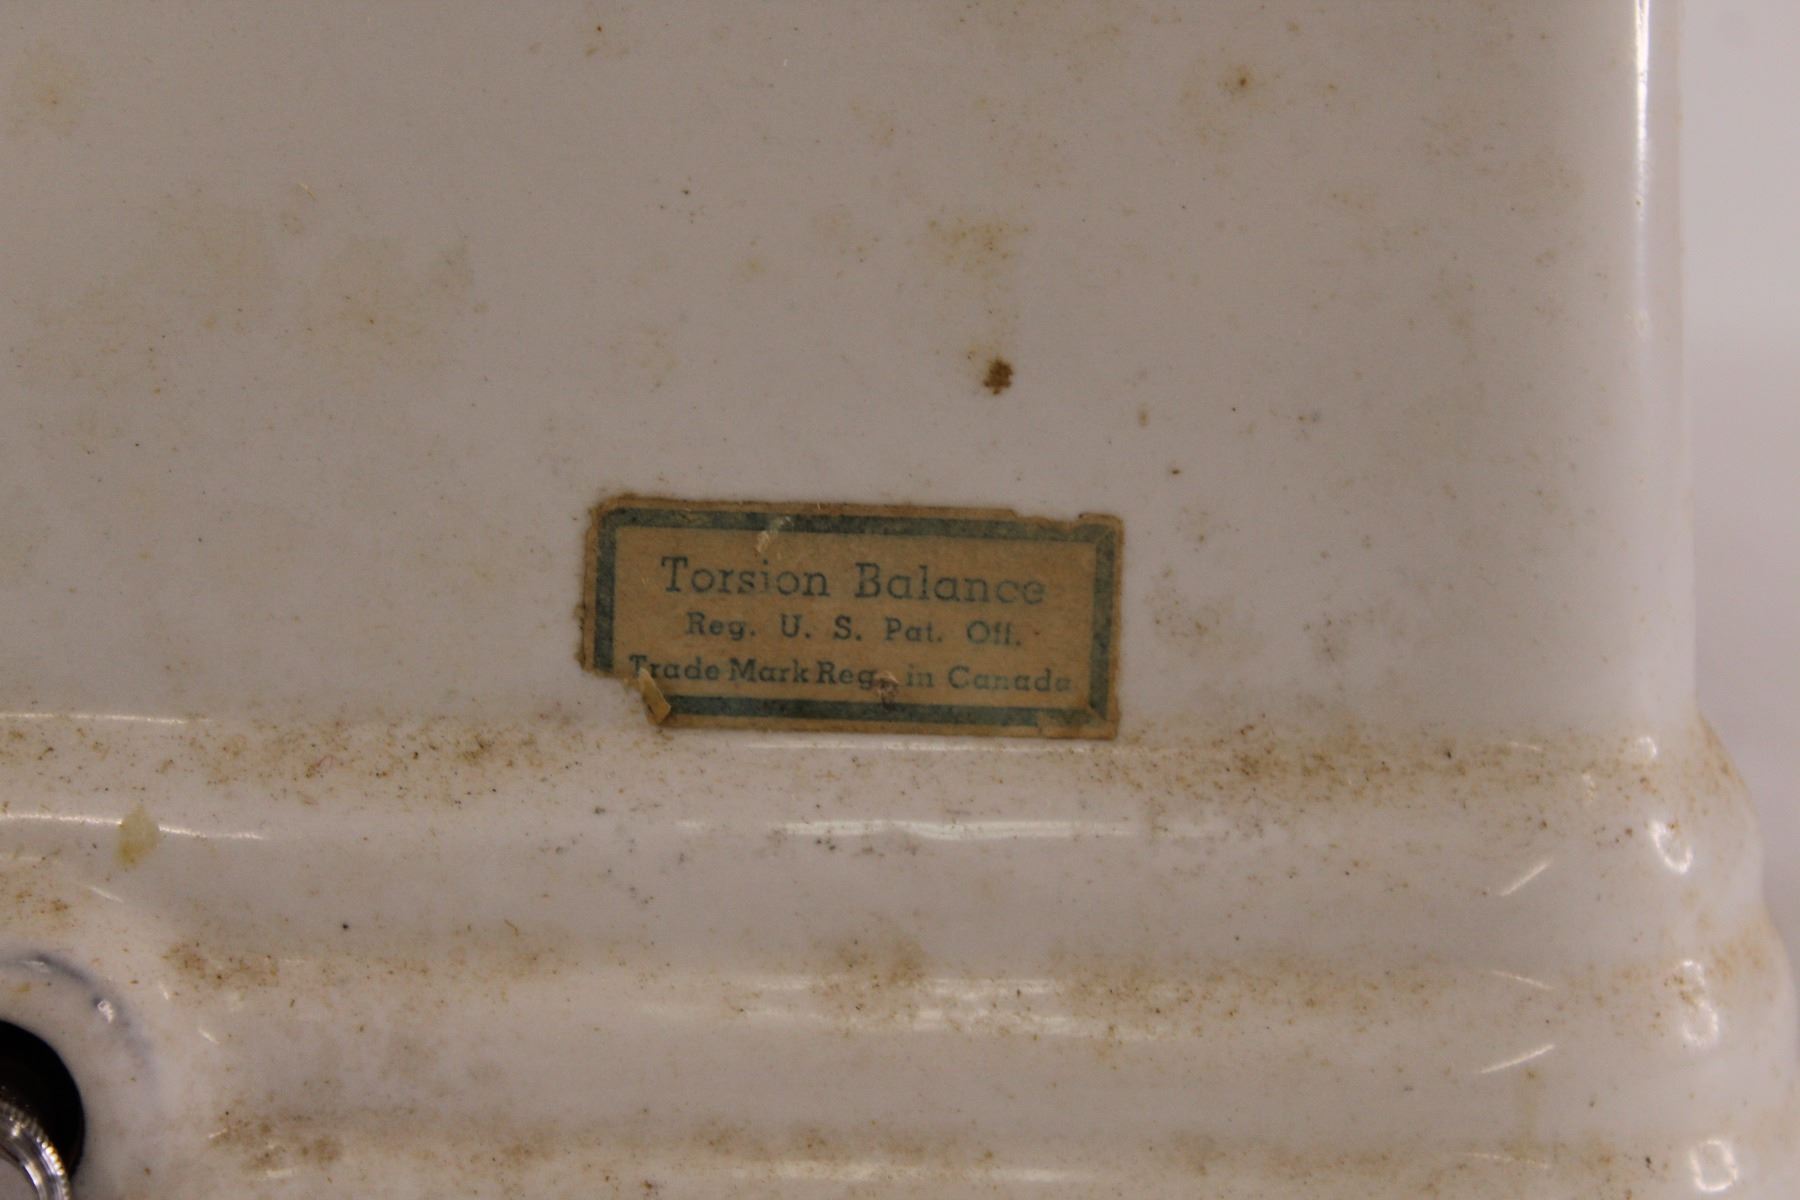 Torsion Balance
Reg. U. S. Pat. Off.
Trade Mark Reg. in Canada